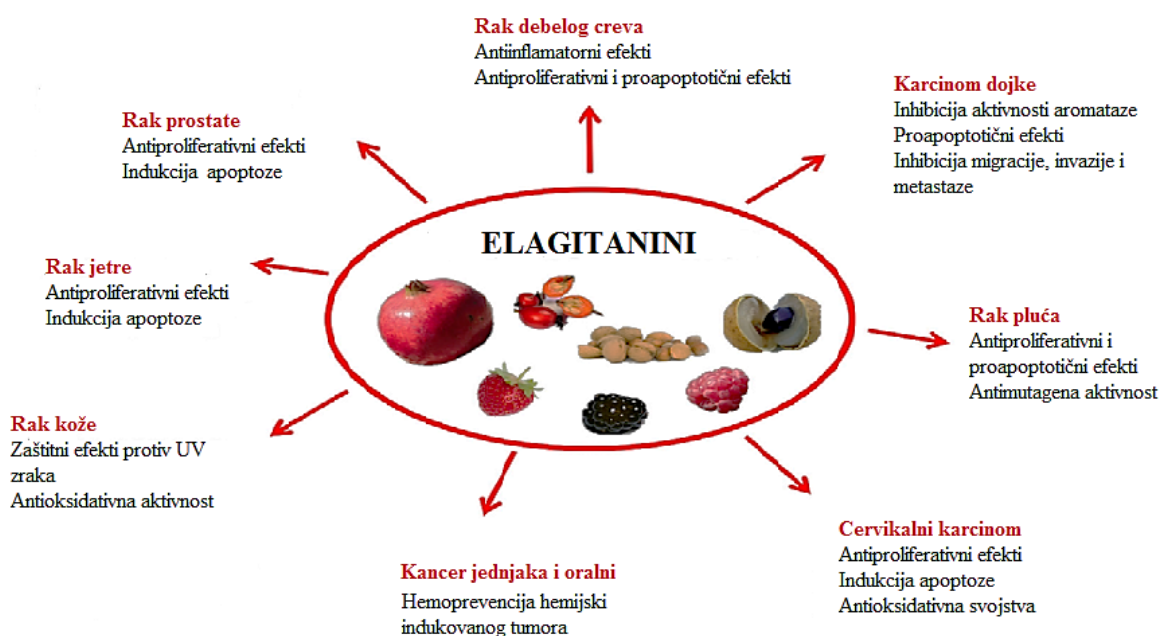 Rak debelog creva
Antiinflamatorni efekti
Antiproliferativni i proapoptotični efekti
Karcinom dojke
Inhibicija aktivnosti aromataze
Proapoptotični efekti
Inhibicija migracije, invazije i
metastaze
Rak prostate
Antiproliferativni efekti
Indukcija apoptoze
ELAGITANINI
Rak jetre
Antiproliferativni efekti
Indukcija apoptoze
Rak pluća
Antiproliferativni i
proapoptotični efekti
Antimutagena aktivnost
Rak kože
Zaštitni efekti protiv UV
zraka
Antioksidativna aktivnost
Cervikalni karcinom
Antiproliferativni efekti
Indukcija apoptoze
Antioksidativna svojstva
Kancer jednjaka i oralni
Hemoprevencija hemijski
indukovanog tumora